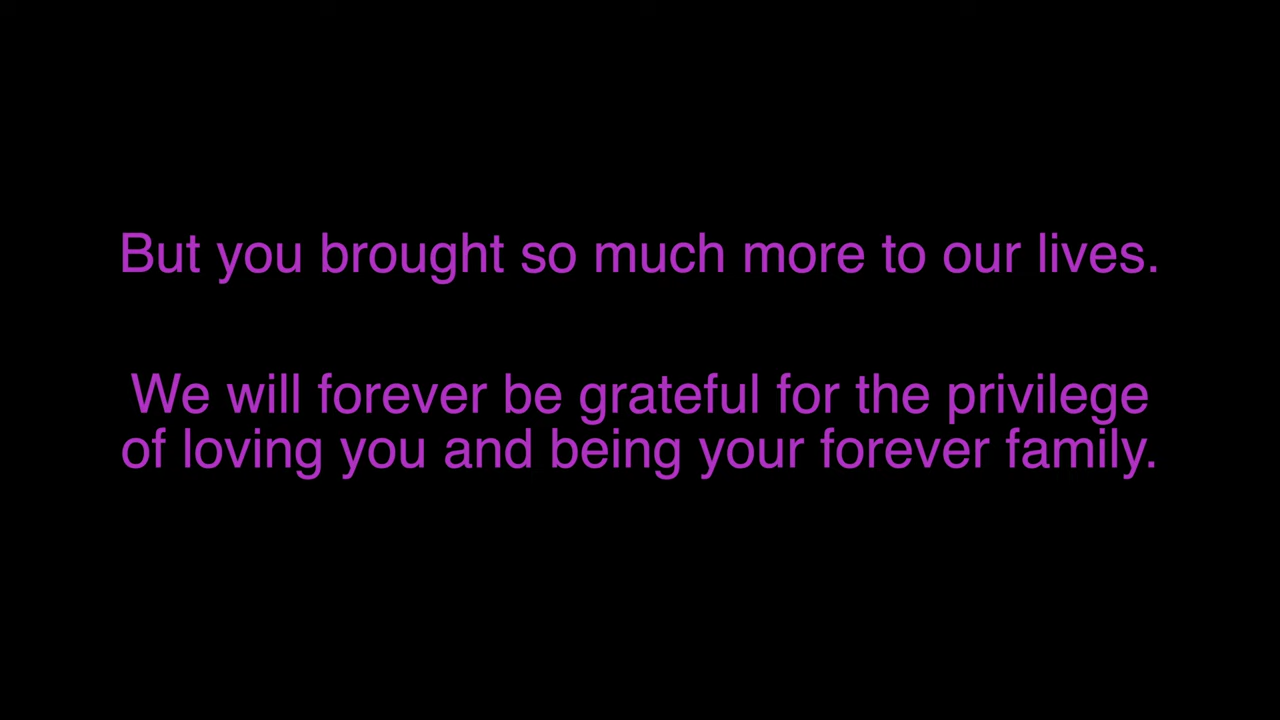 But you brought so much more to our lives.
We will forever be grateful for the privilege
of loving you and being your forever family.